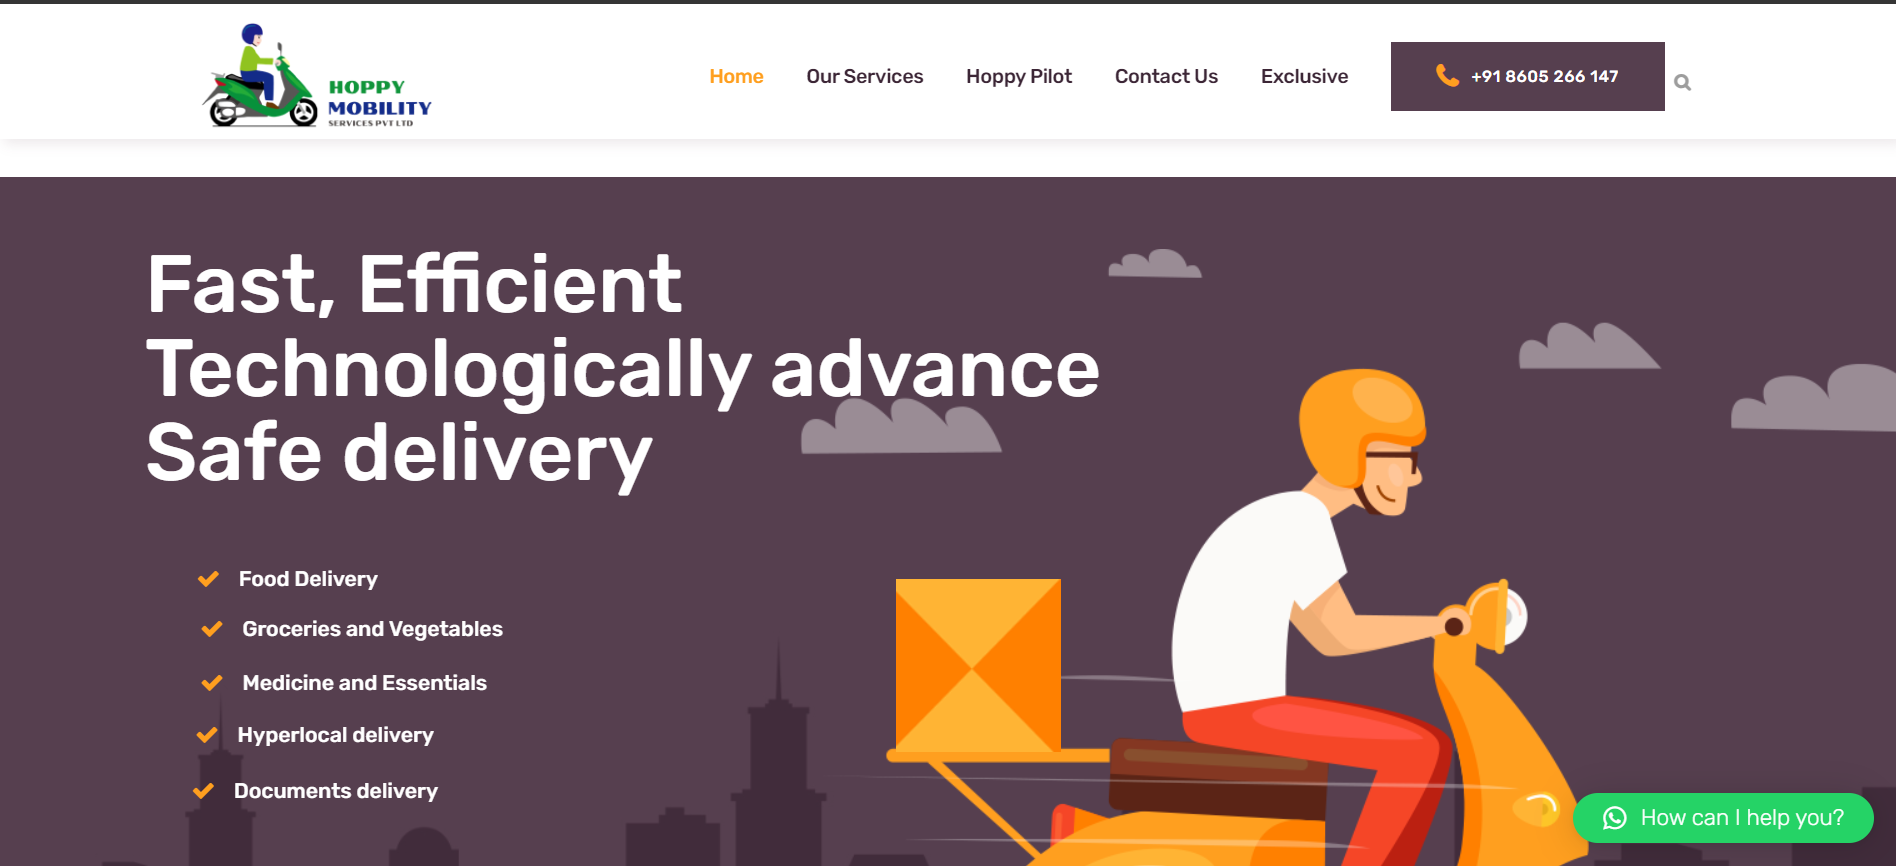 HOPPY
MOBILITY
SERVICES PVT LTD
Home
Our Services
Hoppy Pilot
Contact Us
Exclusive
+91 8605 266 147
Fast, Efficient
Technologically advance
Safe delivery
Food Delivery
Groceries and Vegetables
Medicine and Essentials
Hyperlocal delivery
Documents delivery
How can I help you?